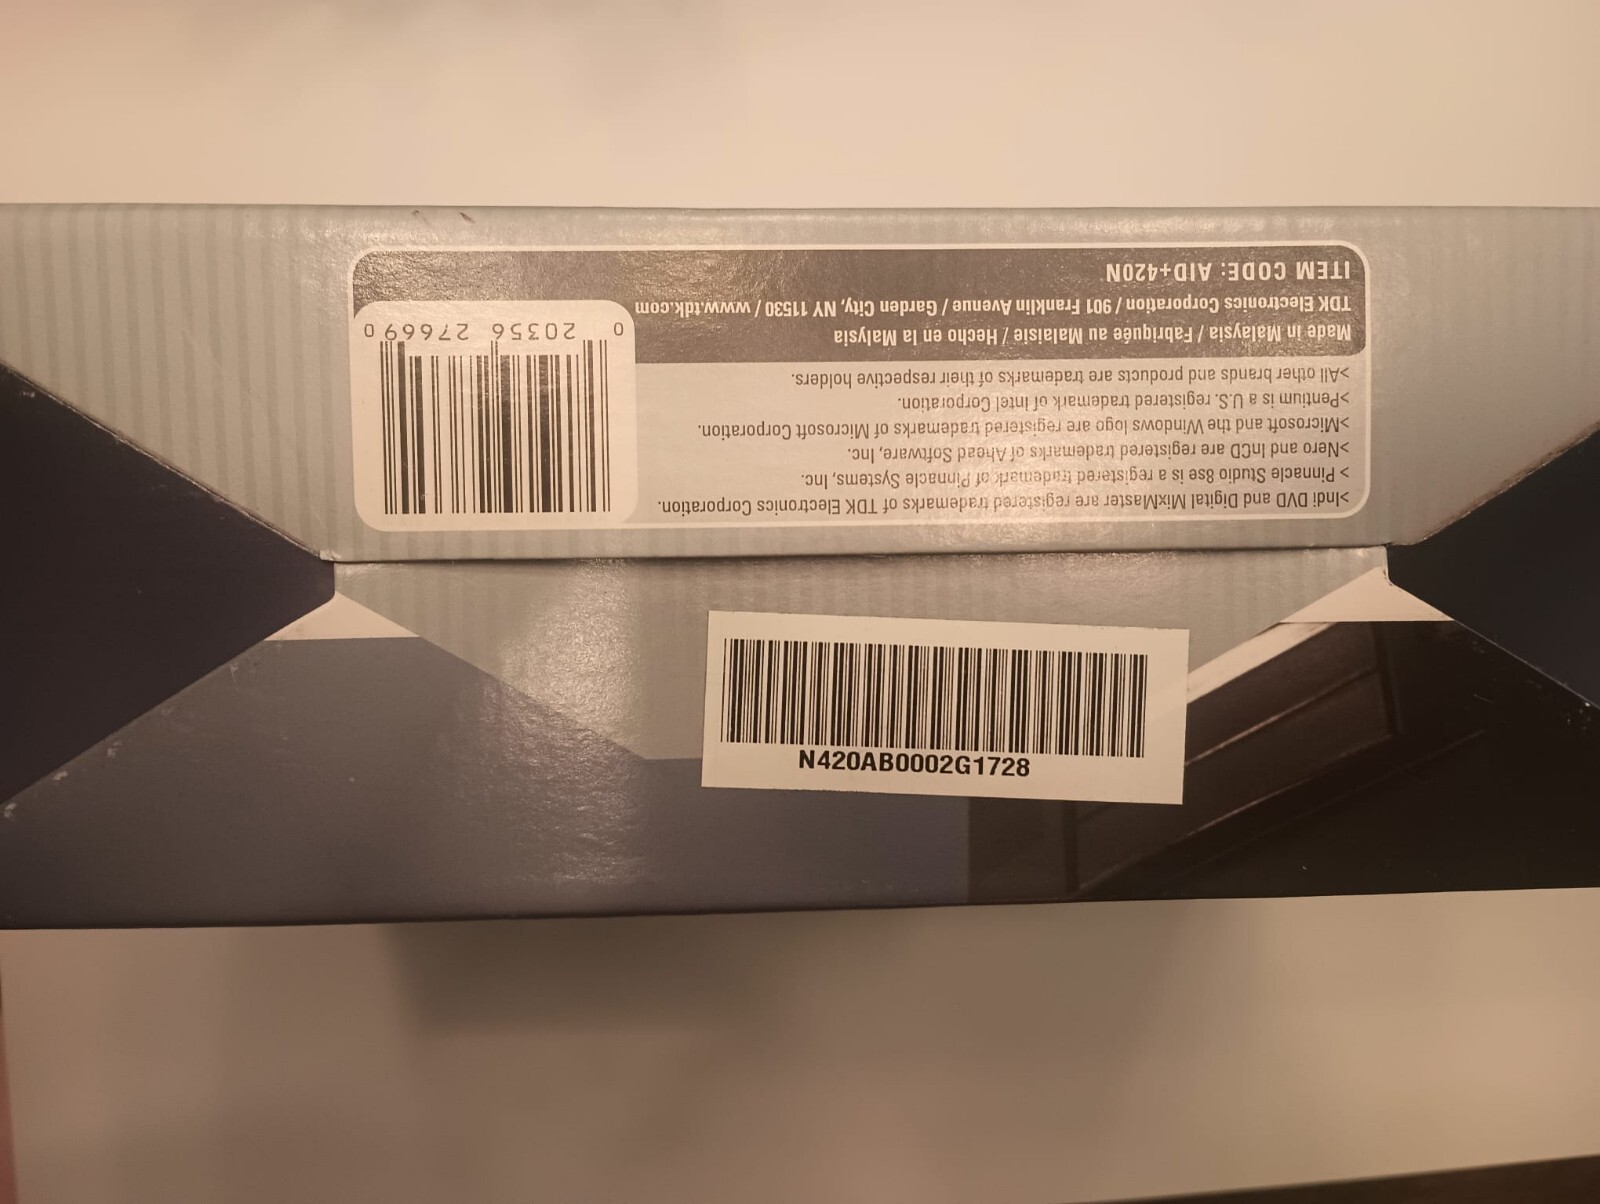 >Indi DVD and Digital MixMaster are registered trademarks of TDK Electronics Corporation.
> Pinnacle Studio 8se is a registered trademark of Pinnacle Systems, Inc.
>Nero and InCD are registered trademarks of Ahead Software, Inc.
>Microsoft and the Windows logo are registered trademarks of Microsoft Corporation.
>Pentium is a U.S. registered trademark of Intel Corporation.
>All other brands and products are trademarks of their respective holders.
Made in Malaysia / Fabriquée au Malaisie / Hecho en la Malysia
TDK Electronics Corporation / 901 Franklin Avenue / Garden City, NY 11530 / www.tdk.com
ITEM CODE: AID+420N
0 20356 27669 0
N420AB0002G1728